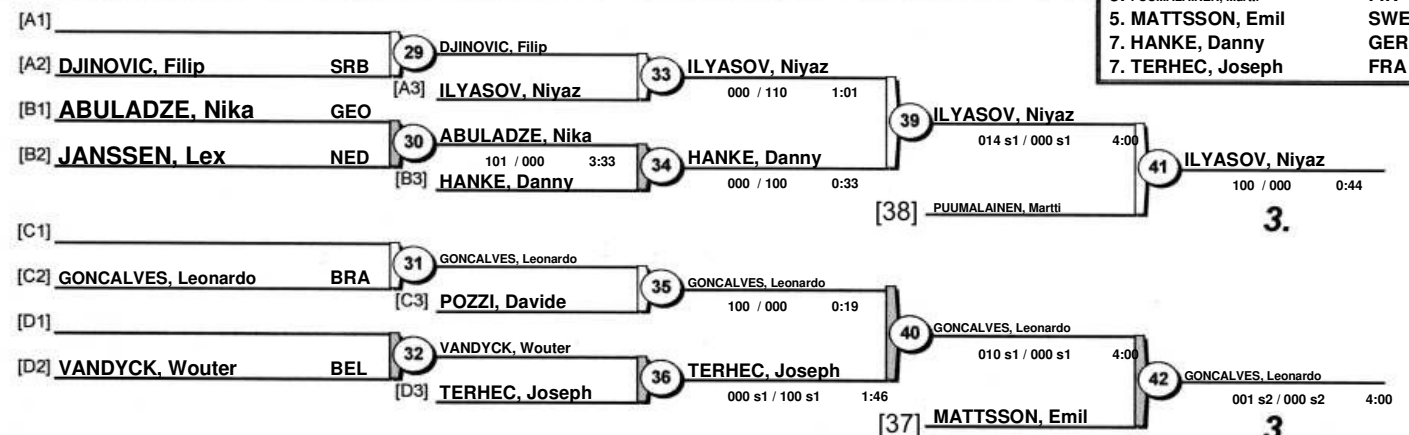 5. MATTSSON, Emil SWE
7. HANKE, Danny GER
7. TERHEC, Joseph FRA
[A1]
[A2] DJINOVIC, Filip SRB
29
DJINOVIC, Filip
[A3] ILYASOV, Niyaz
33
ILYASOV, Niyaz
000 / 110 1:01
[B1] ABULADZE, Nika GEO
[B2] JANSSEN, Lex NED
30
ABULADZE, Nika
101 / 000 3:33
[B3] HANKE, Danny
34
HANKE, Danny
000 / 100 0:33
39
ILYASOV, Niyaz
014 s1 / 000 s1 4:00
[38] PUUMALAINEN, Martti
41
ILYASOV, Niyaz
100 / 000 0:44
3.
[C1]
[C2] GONCALVES, Leonardo BRA
31
GONCALVES, Leonardo
[C3] POZZI, Davide
35
GONCALVES, Leonardo
100 / 000 0:19
[D1]
[D2] VANDYCK, Wouter BEL
32
VANDYCK, Wouter
[D3] TERHEC, Joseph
36
TERHEC, Joseph
000 s1 / 100 s1 1:46
40
GONCALVES, Leonardo
010 s1 / 000 s1 4:00
[37] MATTSSON, Emil
42
GONCALVES, Leonardo
001 s2 / 000 s2 4:00
3